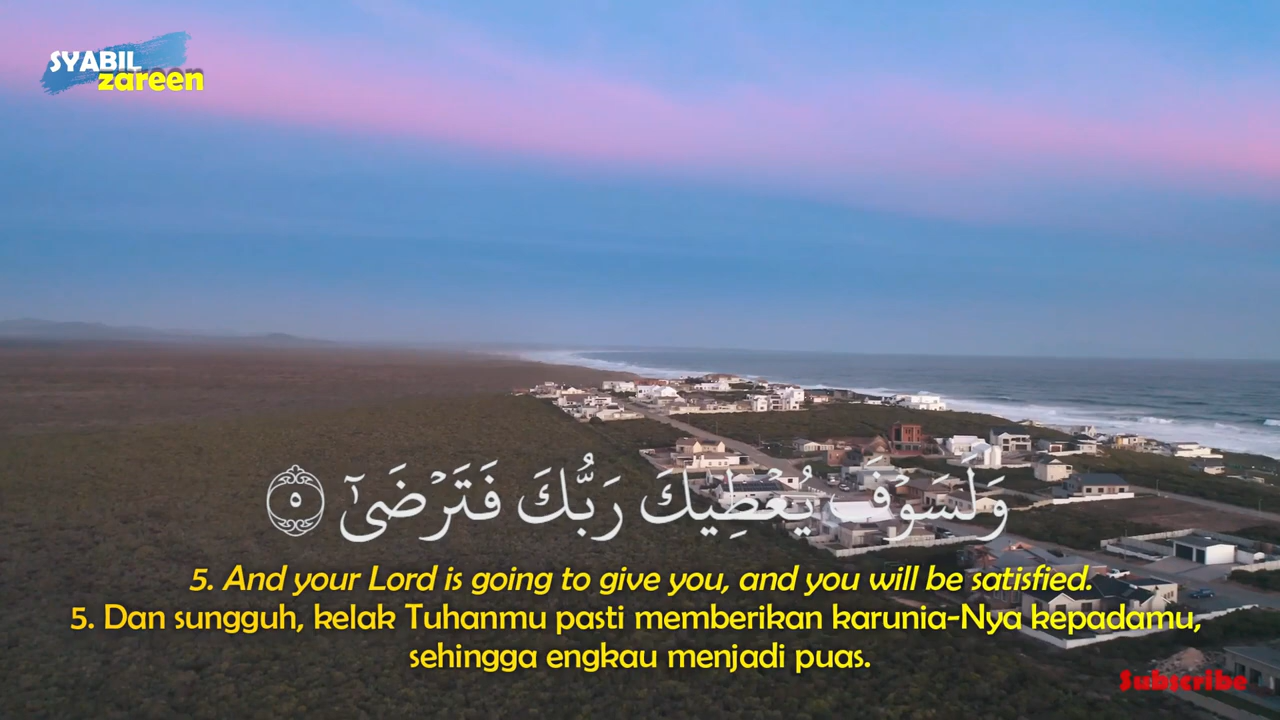 SYABIL
zareen
وَلَسَوۡفَ يُعۡطِيكَ رَبُّكَ فَتَرۡضَىٰٓ ٥
5. And your Lord is going to give you, and you will be satisfied.
5. Dan sungguh, kelak Tuhanmu pasti memberikan karunia-Nya kepadamu,
sehingga engkau menjadi puas.
Subscribe